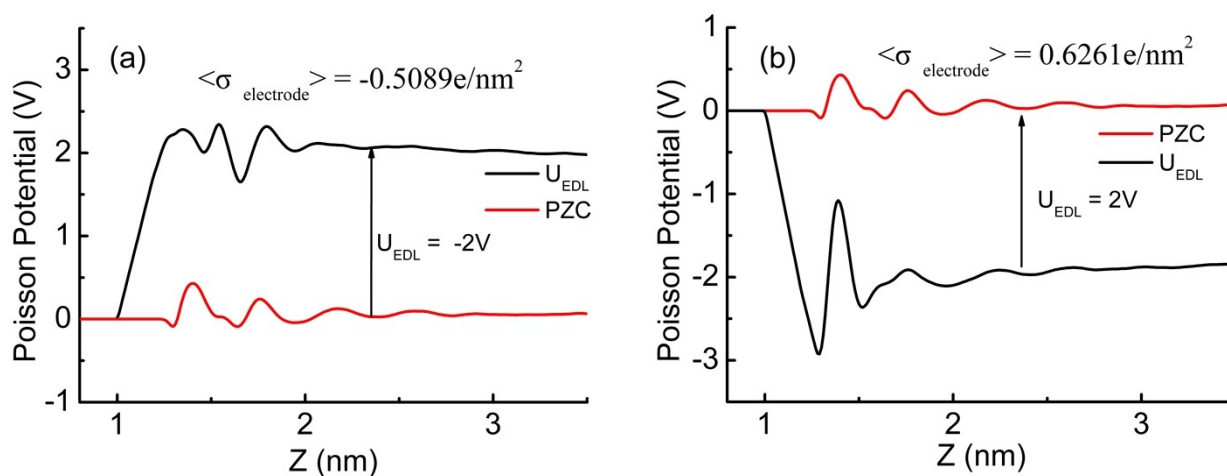 (a)
<σ electrode> = -0.5089e/nm²
Poisson Potential (V)
3
2
1
0
-1
U_EDL
PZC
U_EDL = -2V
1 2 3
Z (nm)
(b)
<σ electrode> = 0.6261e/nm²
Poisson Potential (V)
1
0
-1
-2
-3
PZC
U_EDL
U_EDL = 2V
1 2 3
Z (nm)